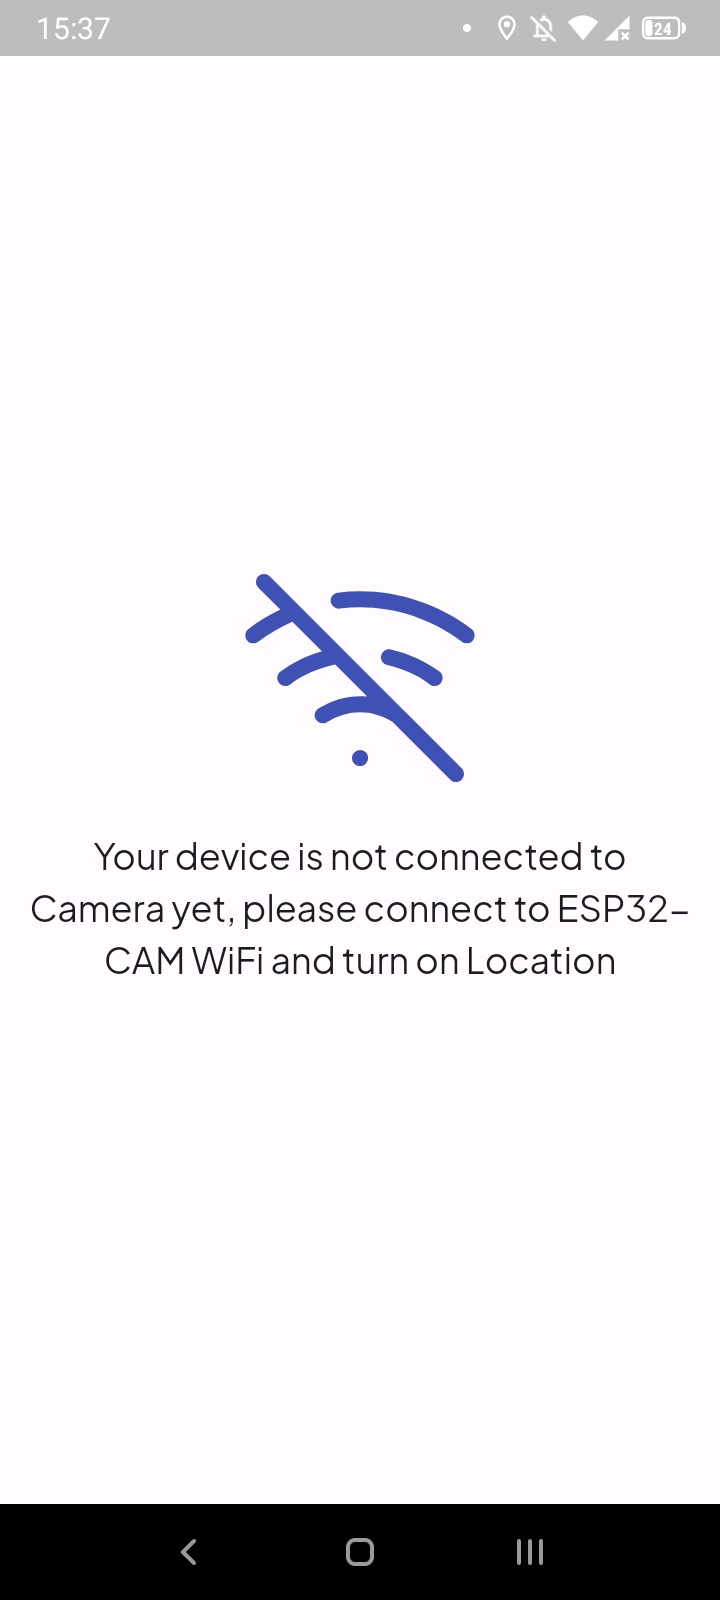 15:37
24
Your device is not connected to
Camera yet, please connect to ESP32-
CAM WiFi and turn on Location